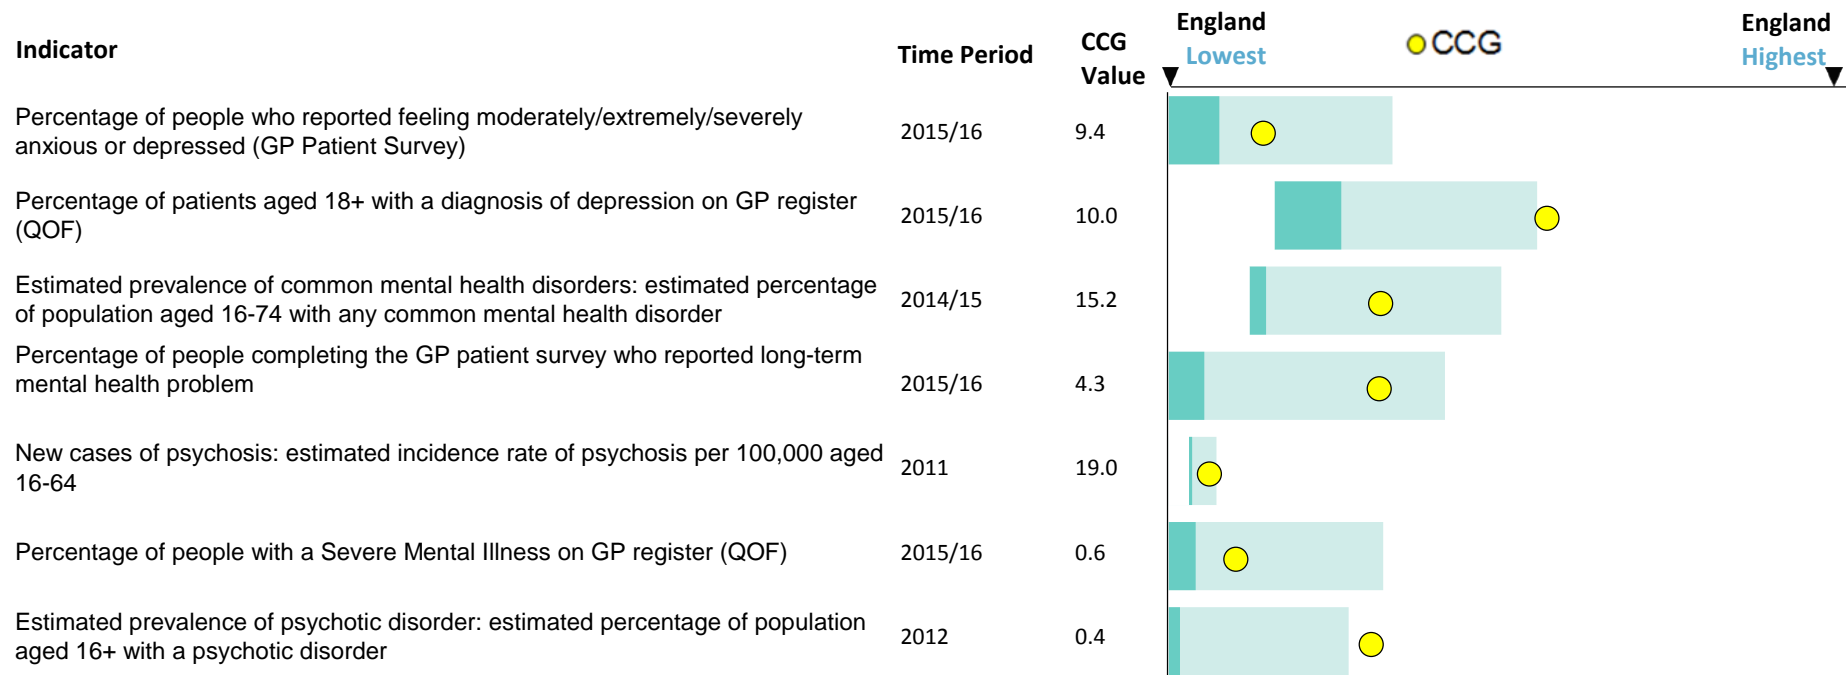 Indicator
Time Period
CCG
Value
England
Lowest
CCG
England
Highest
Percentage of people who reported feeling moderately/extremely/severely
anxious or depressed (GP Patient Survey)
2015/16
9.4
Percentage of patients aged 18+ with a diagnosis of depression on GP register
(QOF)
2015/16
10.0
Estimated prevalence of common mental health disorders: estimated percentage
of population aged 16-74 with any common mental health disorder
2014/15
15.2
Percentage of people completing the GP patient survey who reported long-term
mental health problem
2015/16
4.3
New cases of psychosis: estimated incidence rate of psychosis per 100,000 aged
16-64
2011
19.0
Percentage of people with a Severe Mental Illness on GP register (QOF)
2015/16
0.6
Estimated prevalence of psychotic disorder: estimated percentage of population
aged 16+ with a psychotic disorder
2012
0.4